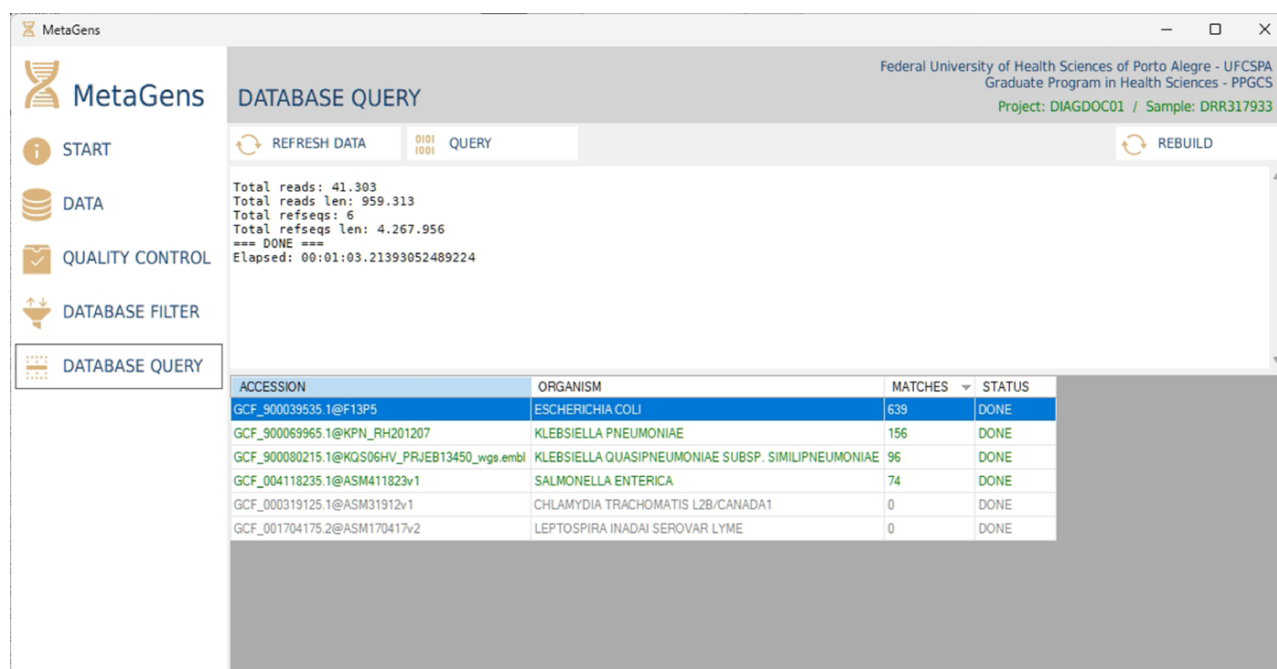 MetaGens
MetaGens
Federal University of Health Sciences of Porto Alegre - UFCSPA
Graduate Program in Health Sciences - PPGCS
Project: DIAGDOC01 / Sample: DRR317933
DATABASE QUERY
START
DATA
QUALITY CONTROL
DATABASE FILTER
DATABASE QUERY
REFRESH DATA 0101 1001 QUERY REBUILD
Total reads: 41.303
Total reads len: 959.313
Total refseqs: 6
Total refseqs len: 4.267.956
=== DONE ===
Elapsed: 00:01:03.21393052489224
ACCESSION ORGANISM MATCHES STATUS
GCF_900039535.1@F13P5 ESCHERICHIA COLI 639 DONE
GCF_900069965.1@KPN_RH201207 KLEBSIELLA PNEUMONIAE 156 DONE
GCF_900080215.1@KQS06HV_PRJEB13450_wgs.embl KLEBSIELLA QUASIPNEUMONIAE SUBSP. SIMILIPNEUMONIAE 96 DONE
GCF_004118235.1@ASM411823v1 SALMONELLA ENTERICA 74 DONE
GCF_000319125.1@ASM31912v1 CHLAMYDIA TRACHOMATIS L2B/CANADA1 0 DONE
GCF_001704175.2@ASM170417v2 LEPTOSPIRA INADAI SEROVAR LYME 0 DONE